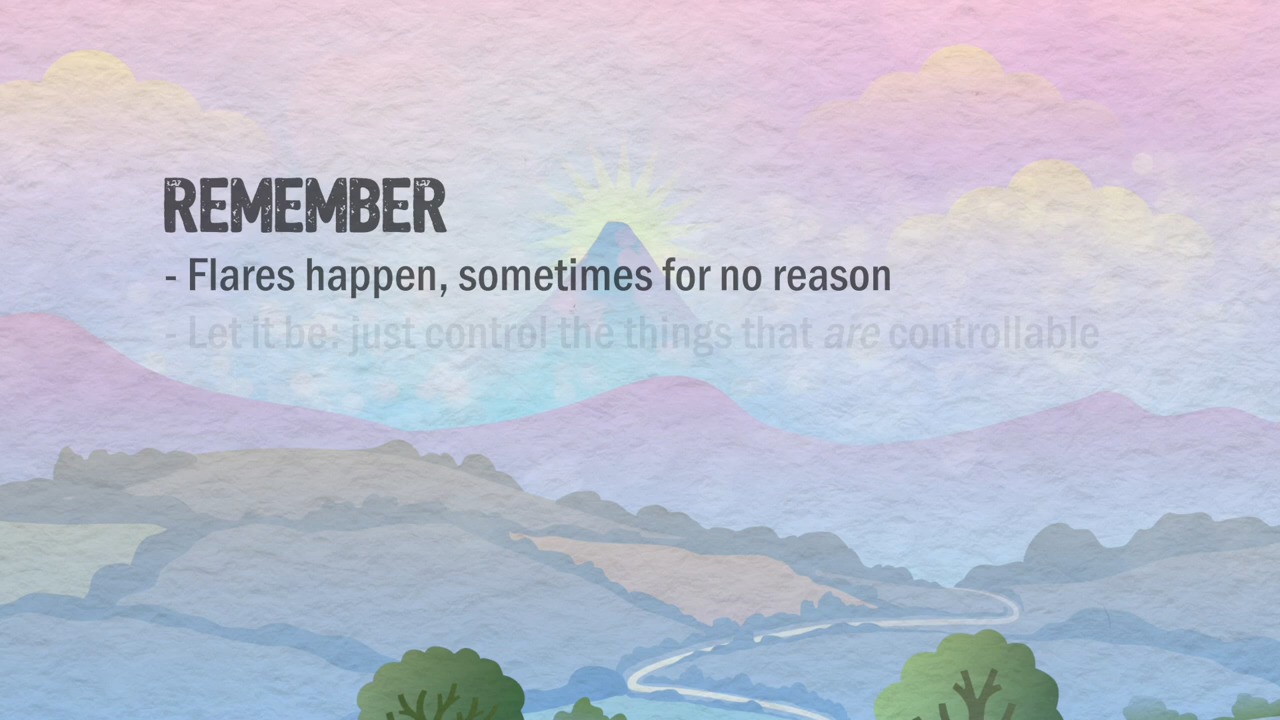 REMEMBER
- Flares happen, sometimes for no reason
- Let it be: just control the things that are controllable